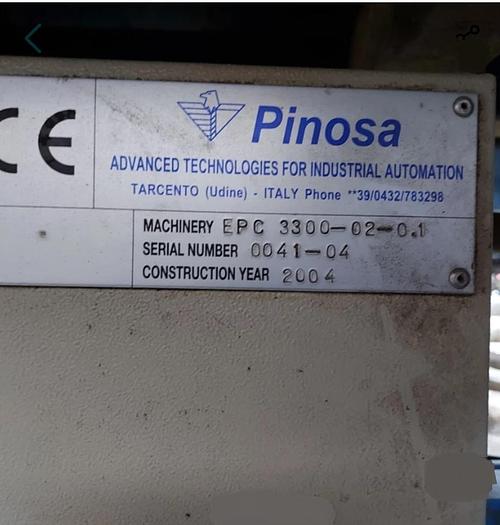 CE
Pinosa
ADVANCED TECHNOLOGIES FOR INDUSTRIAL AUTOMATION
TARCENTO (Udine) - ITALY Phone **39/0432/783298
MACHINERY EPC 3300-02-0.1
SERIAL NUMBER 0041-04
CONSTRUCTION YEAR 2004